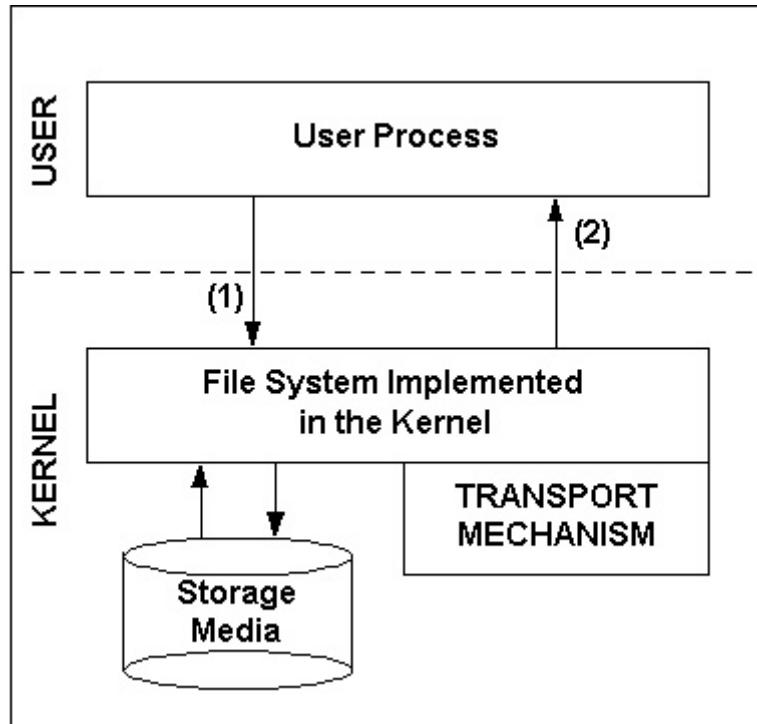 USER
User Process
(1)
(2)
KERNEL
File System Implemented
in the Kernel
TRANSPORT
MECHANISM
Storage
Media